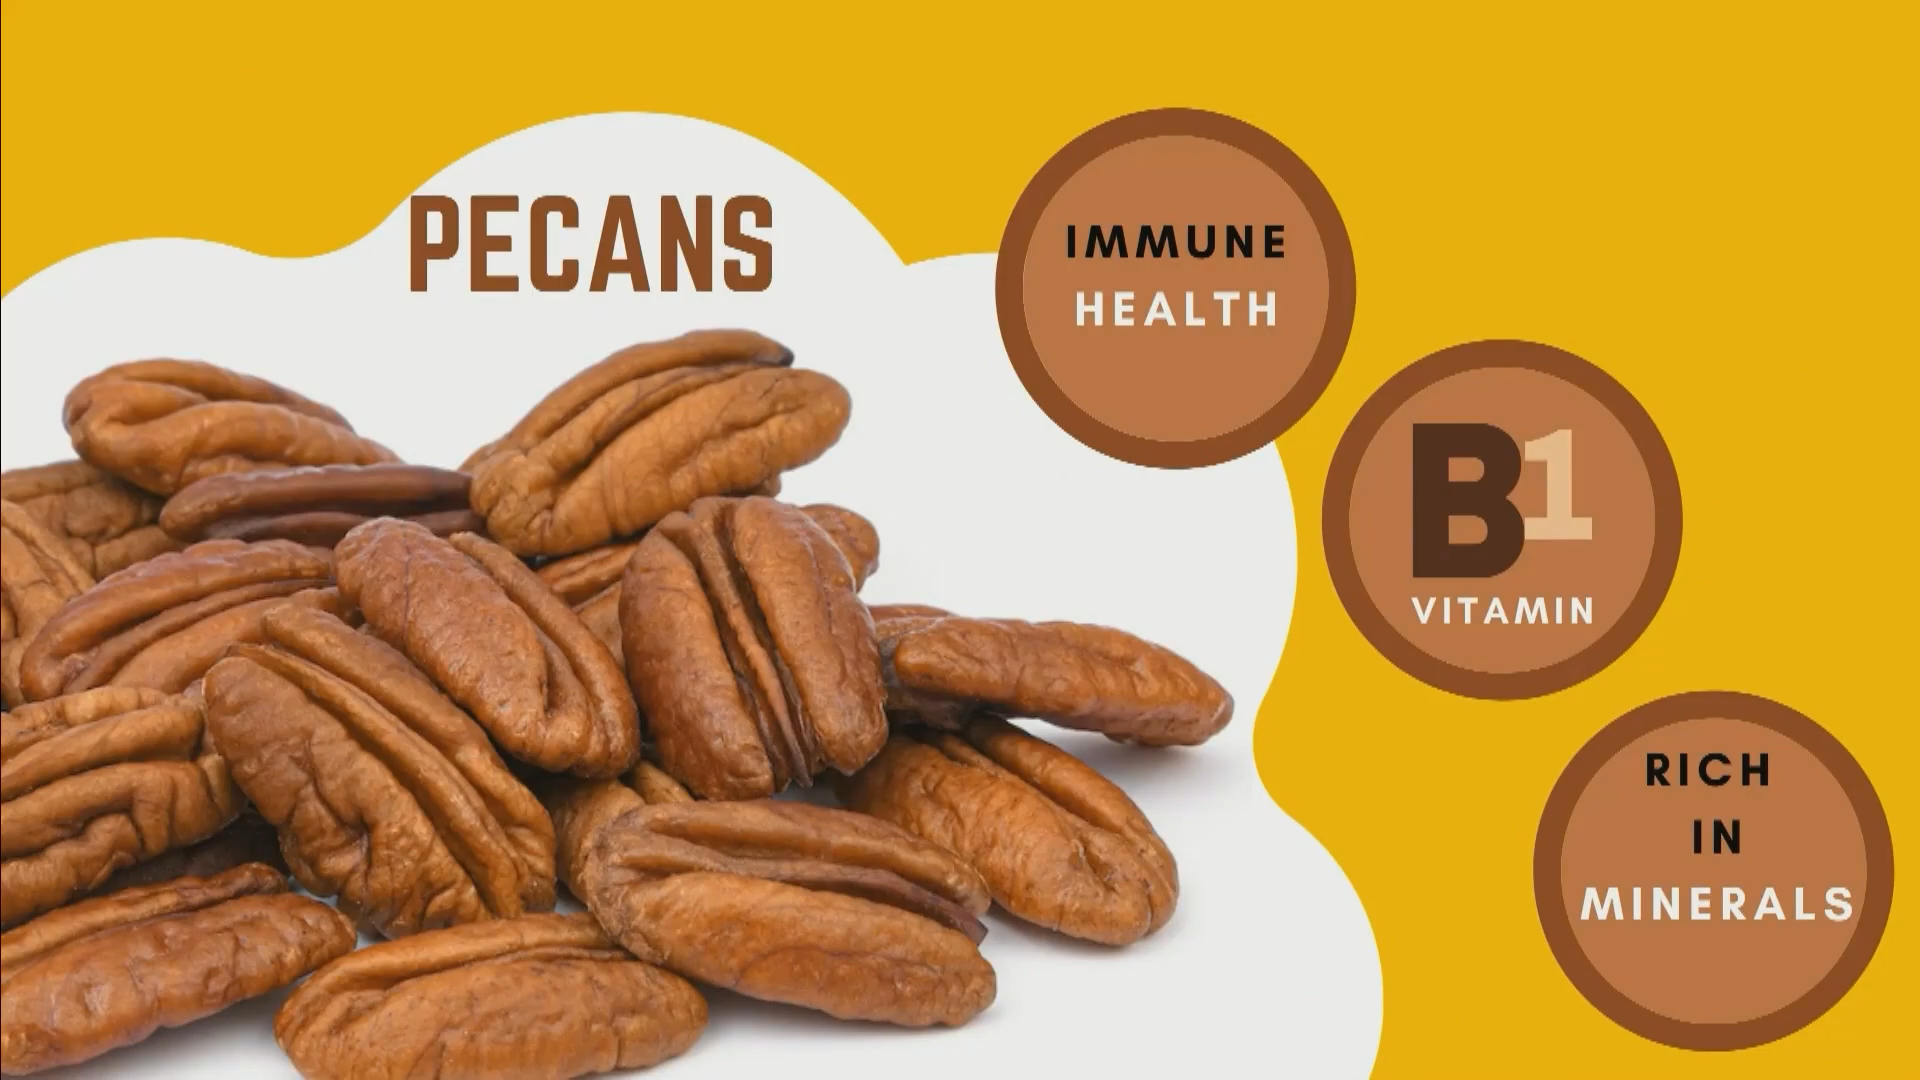 PECANS
IMMUNE
HEALTH
B1
VITAMIN
RICH
IN
MINERALS